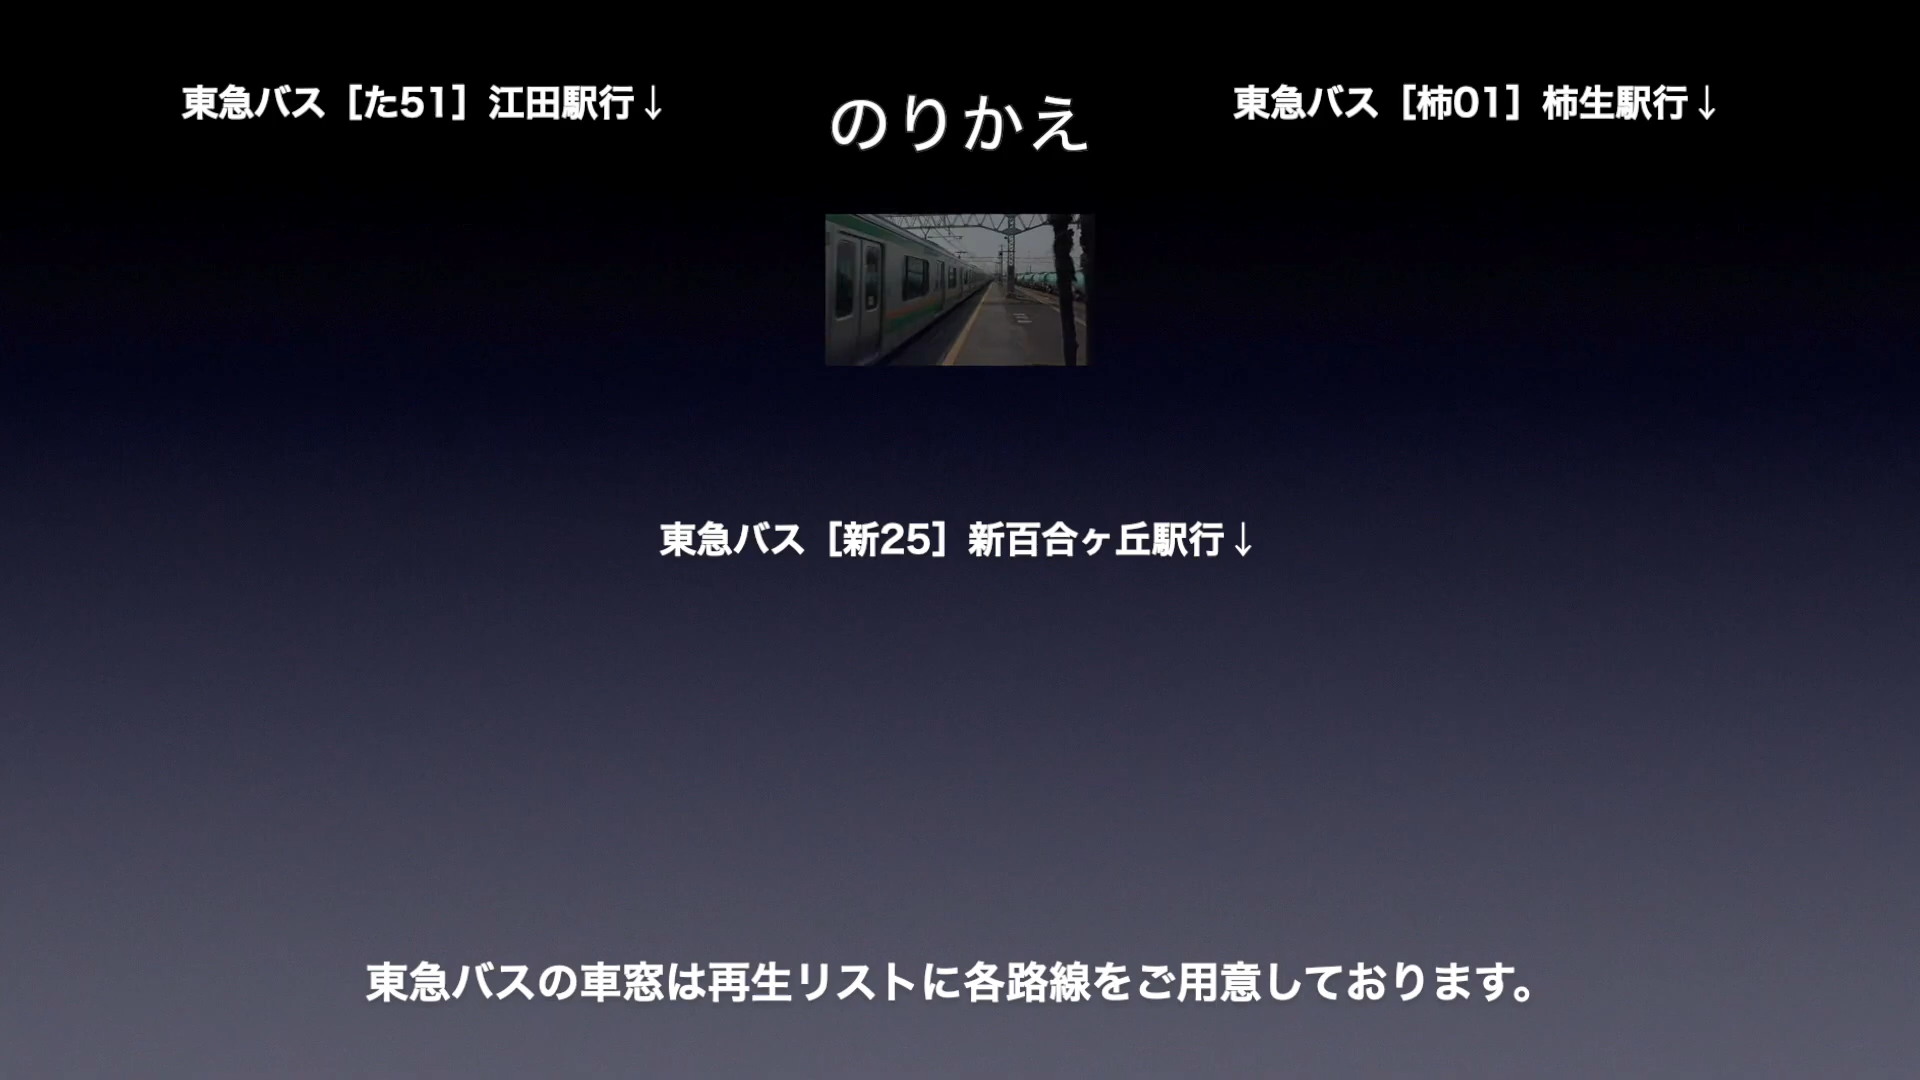 東急バス［た51］江田駅行↓
のりかえ
東急バス［柿01］柿生駅行↓
東急バス［新25］新百合ヶ丘駅行↓
東急バスの車窓は再生リストに各路線をご用意しております。